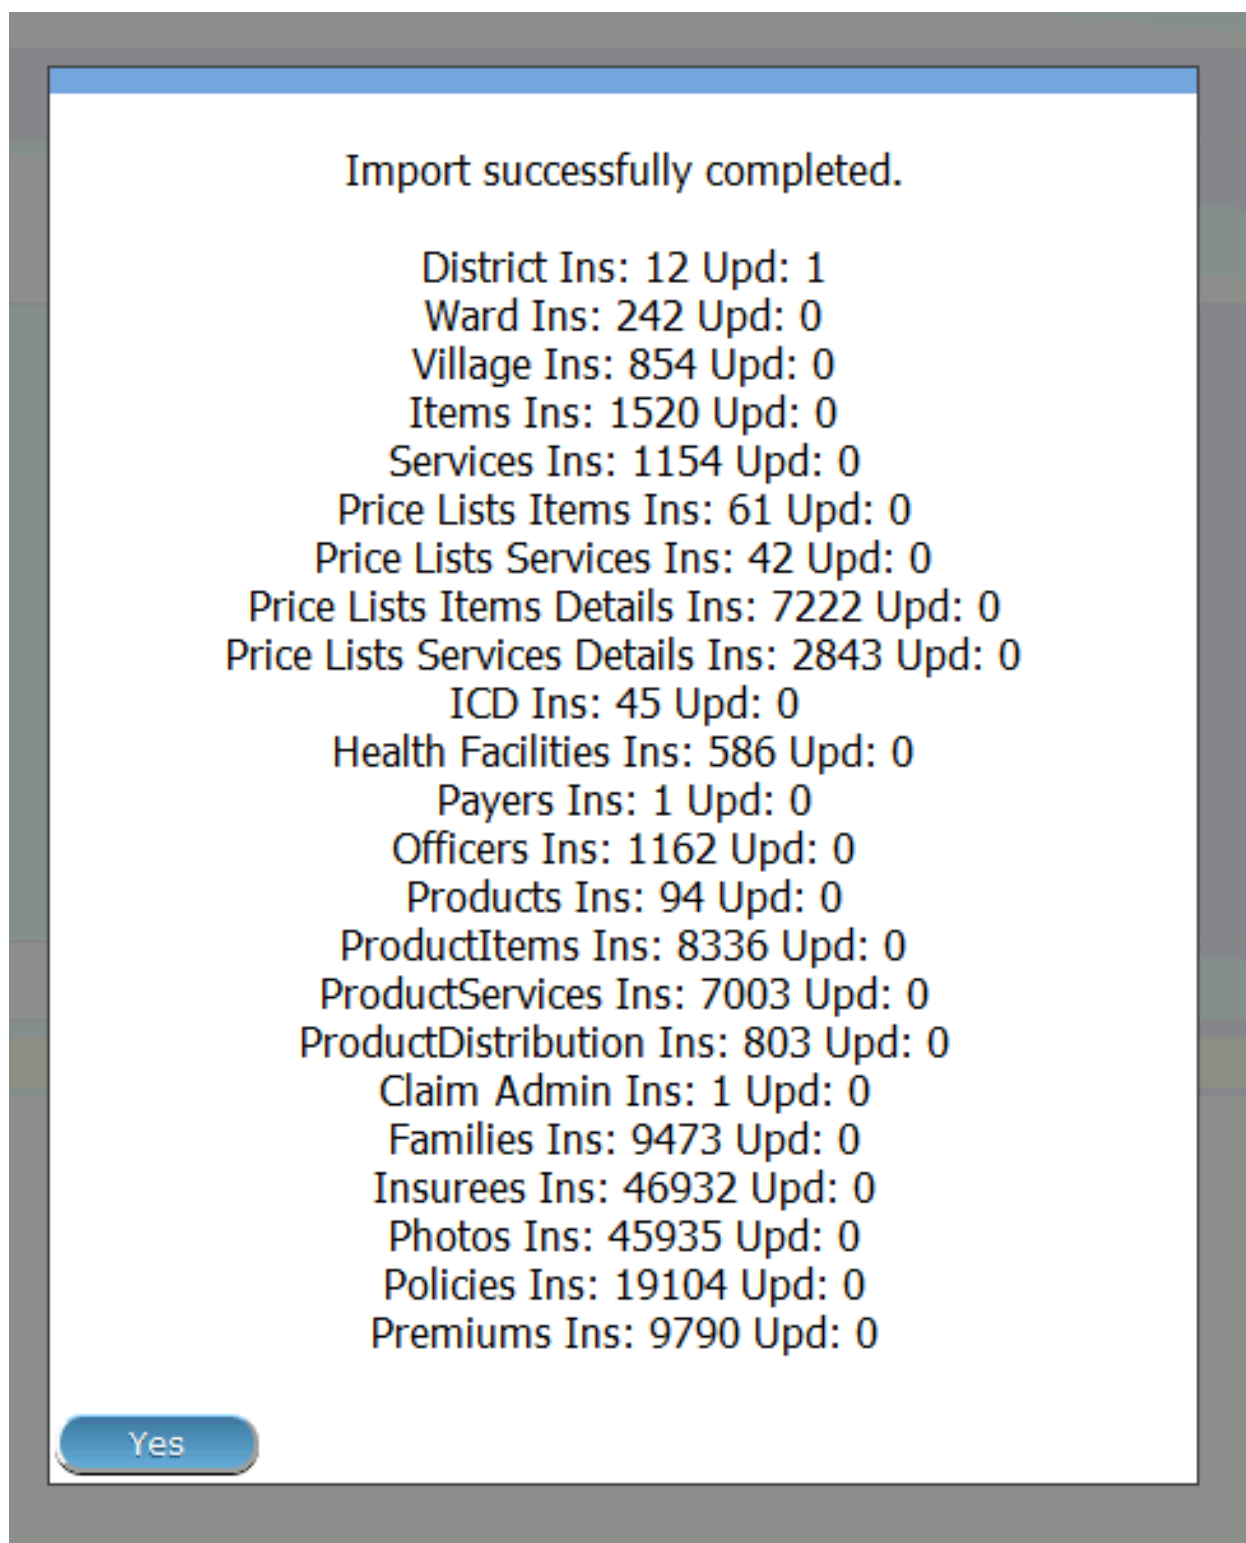 Import successfully completed.
District Ins: 12 Upd: 1
Ward Ins: 242 Upd: 0
Village Ins: 854 Upd: 0
Items Ins: 1520 Upd: 0
Services Ins: 1154 Upd: 0
Price Lists Items Ins: 61 Upd: 0
Price Lists Services Ins: 42 Upd: 0
Price Lists Items Details Ins: 7222 Upd: 0
Price Lists Services Details Ins: 2843 Upd: 0
ICD Ins: 45 Upd: 0
Health Facilities Ins: 586 Upd: 0
Payers Ins: 1 Upd: 0
Officers Ins: 1162 Upd: 0
Products Ins: 94 Upd: 0
ProductItems Ins: 8336 Upd: 0
ProductServices Ins: 7003 Upd: 0
ProductDistribution Ins: 803 Upd: 0
Claim Admin Ins: 1 Upd: 0
Families Ins: 9473 Upd: 0
Insurees Ins: 46932 Upd: 0
Photos Ins: 45935 Upd: 0
Policies Ins: 19104 Upd: 0
Premiums Ins: 9790 Upd: 0
Yes